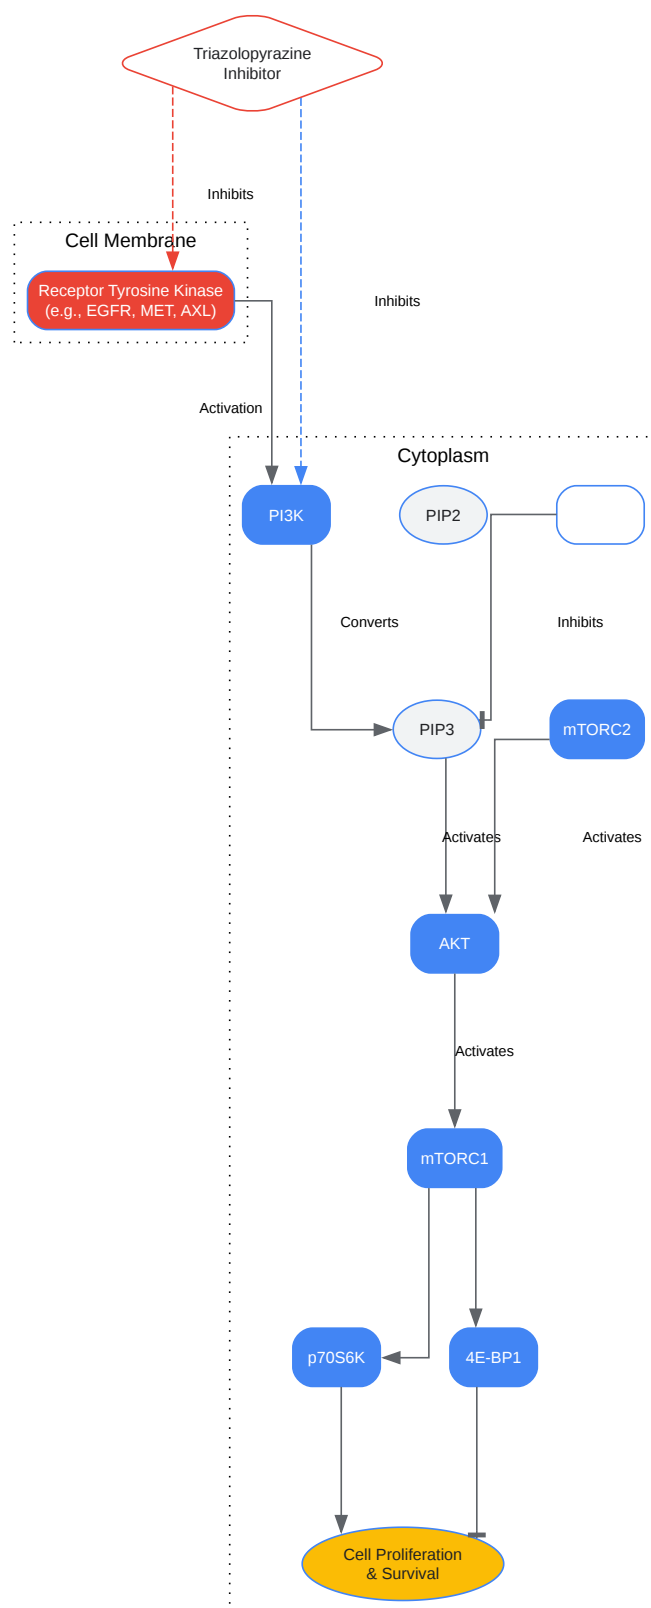 Triazolopyrazine
Inhibitor
Inhibits
Cell Membrane
Receptor Tyrosine Kinase
(e.g., EGFR, MET, AXL)
Inhibits
Activation
Cytoplasm
PI3K
PIP2
Converts
Inhibits
PIP3
mTORC2
Activates
Activates
AKT
Activates
mTORC1
p70S6K
4E-BP1
Cell Proliferation
& Survival